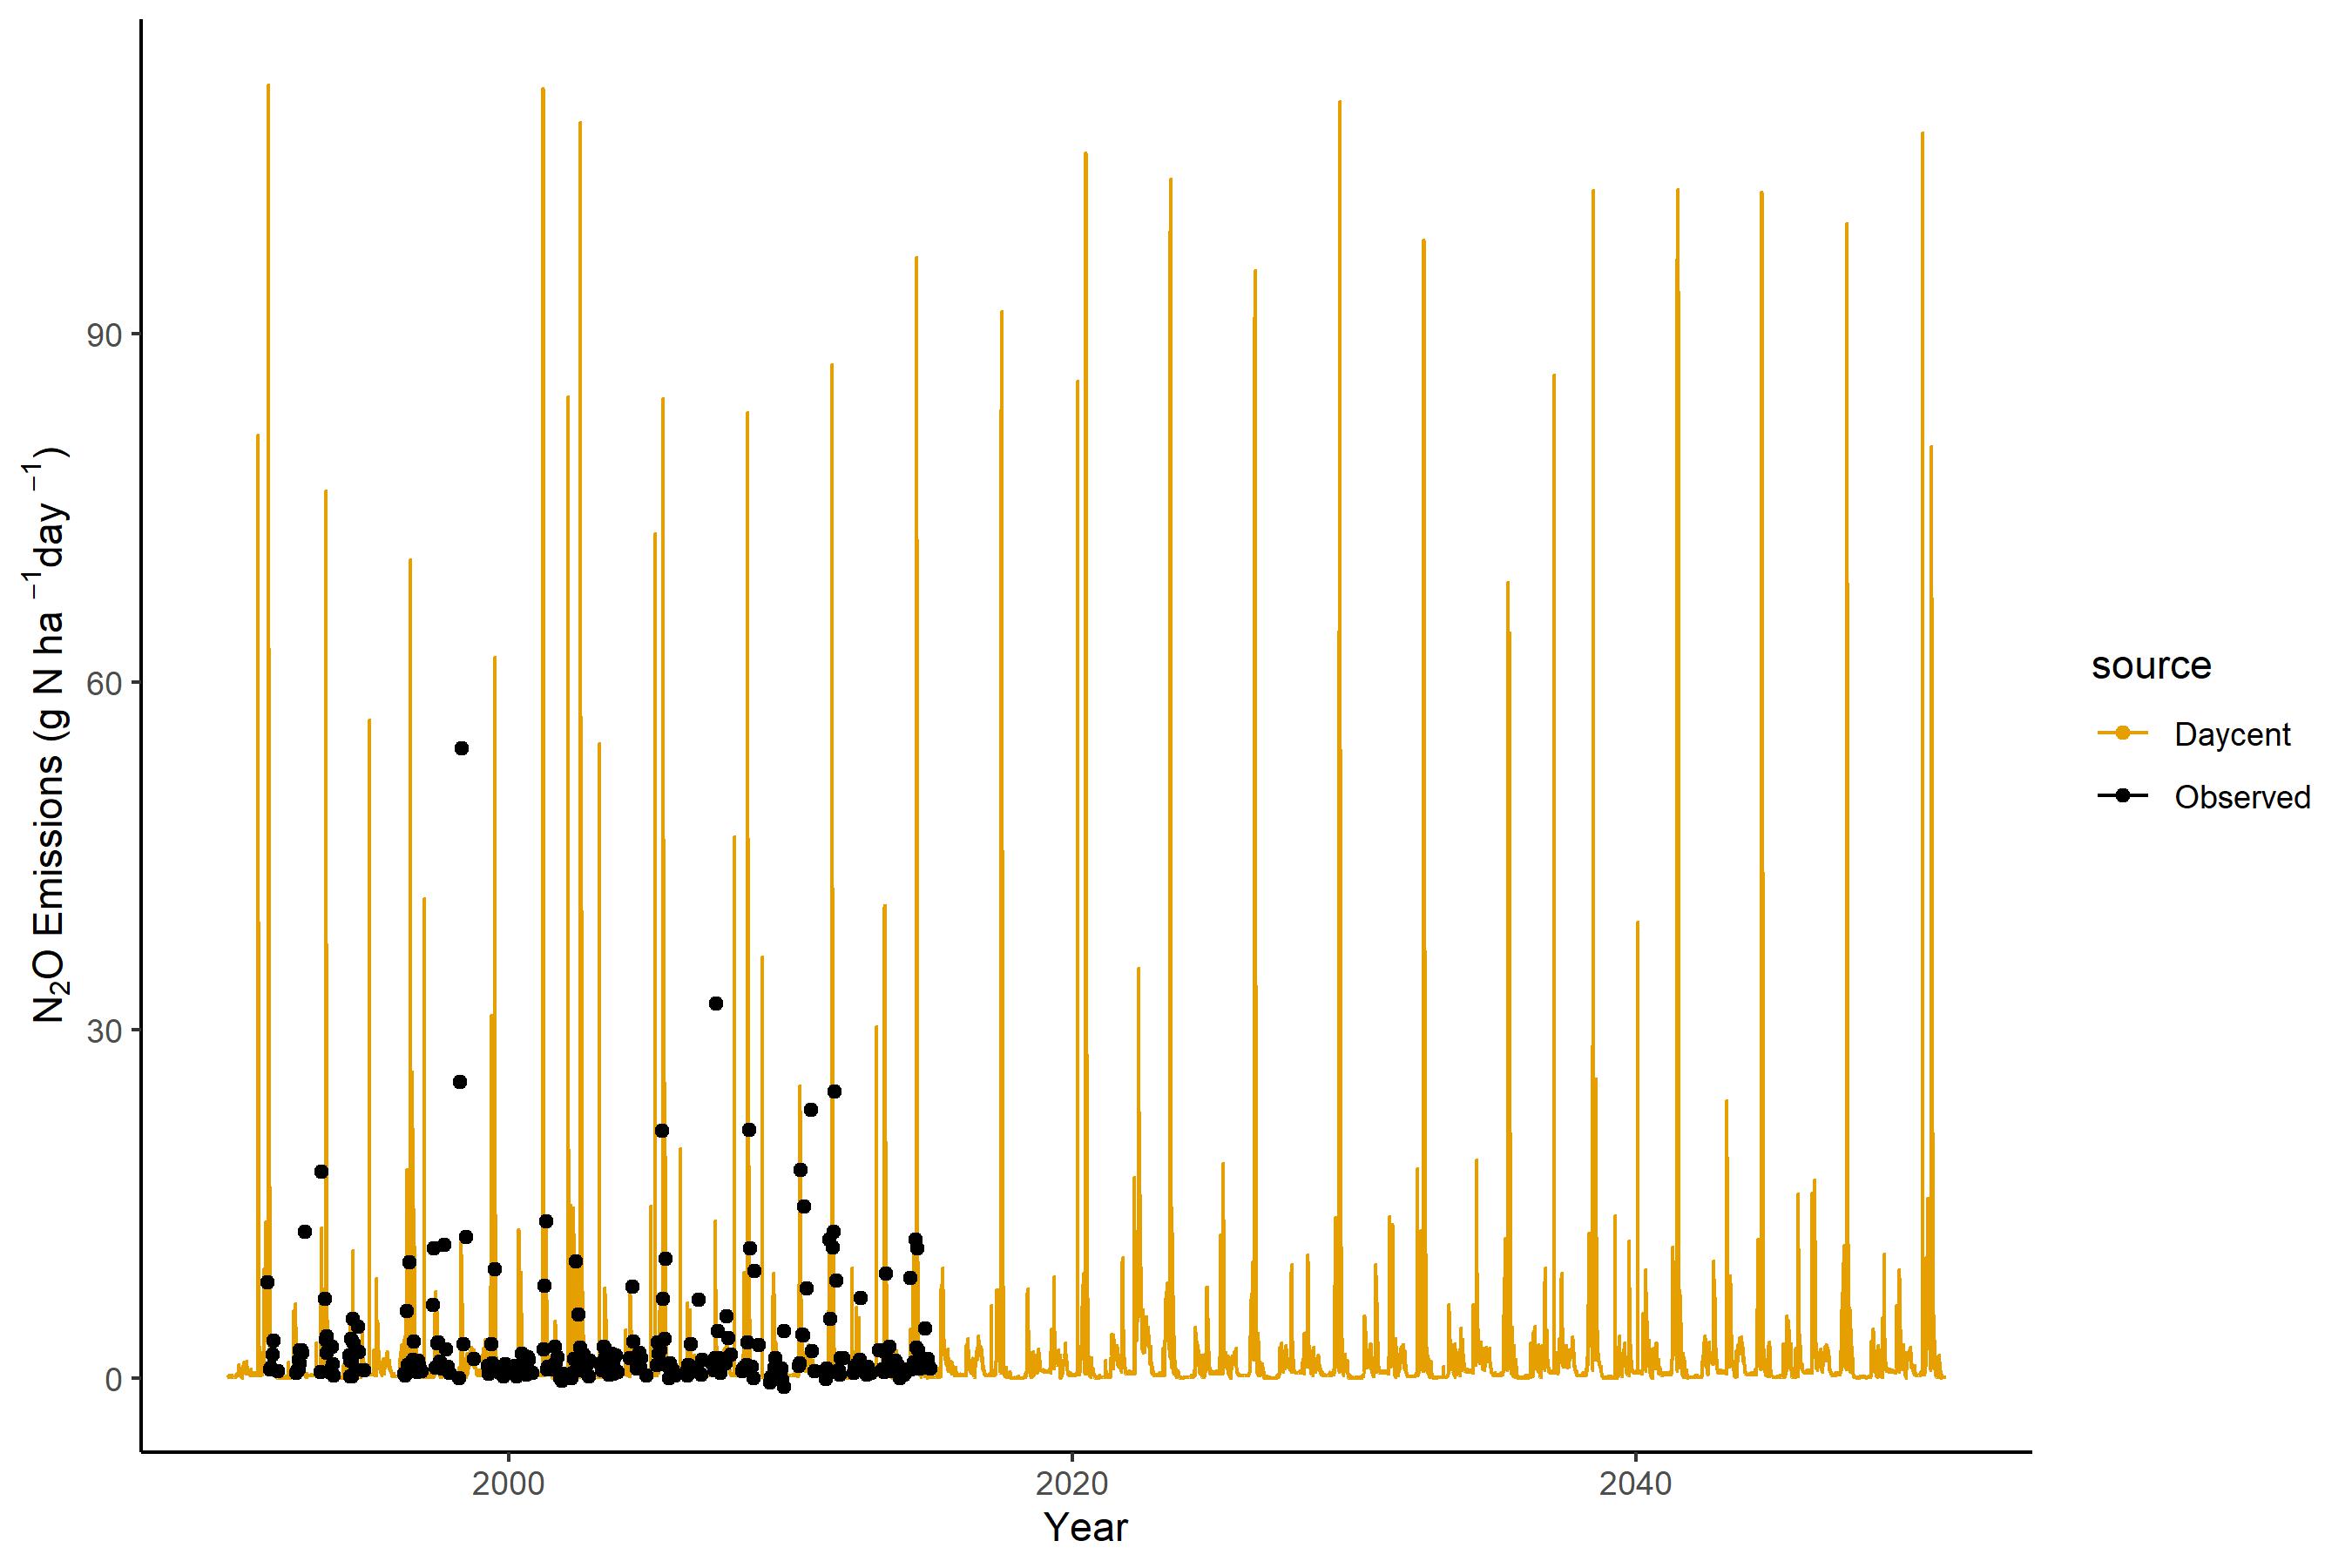 90
60
30
0
N₂O Emissions (g N ha ⁻¹day ⁻¹)
2000
2020
2040
Year
source
Daycent
Observed